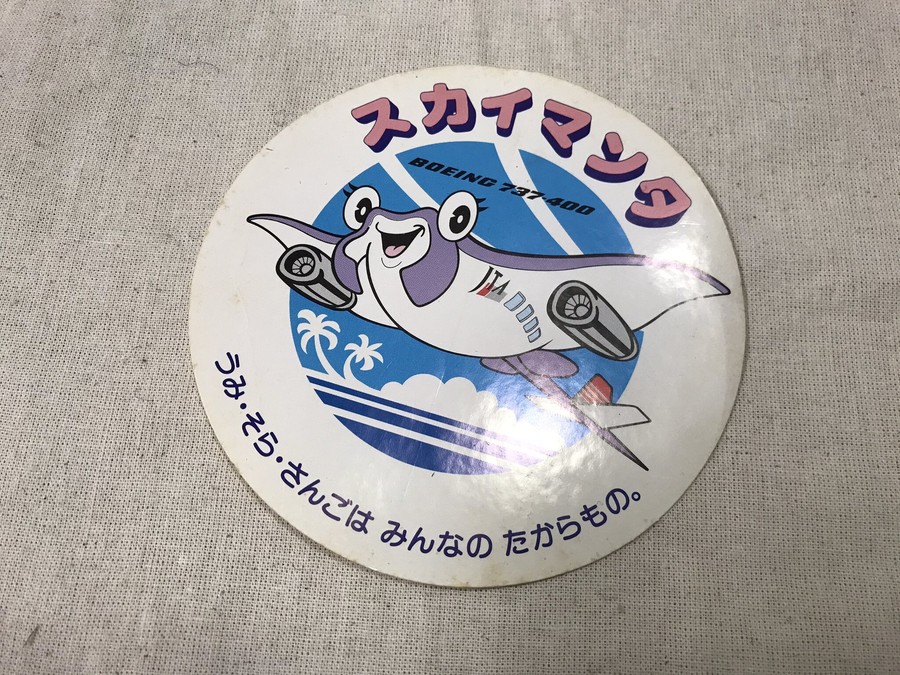 スカイマンタ
BOEING 737-400
JTA
うみ・そら・さんごは みんなの たからもの。